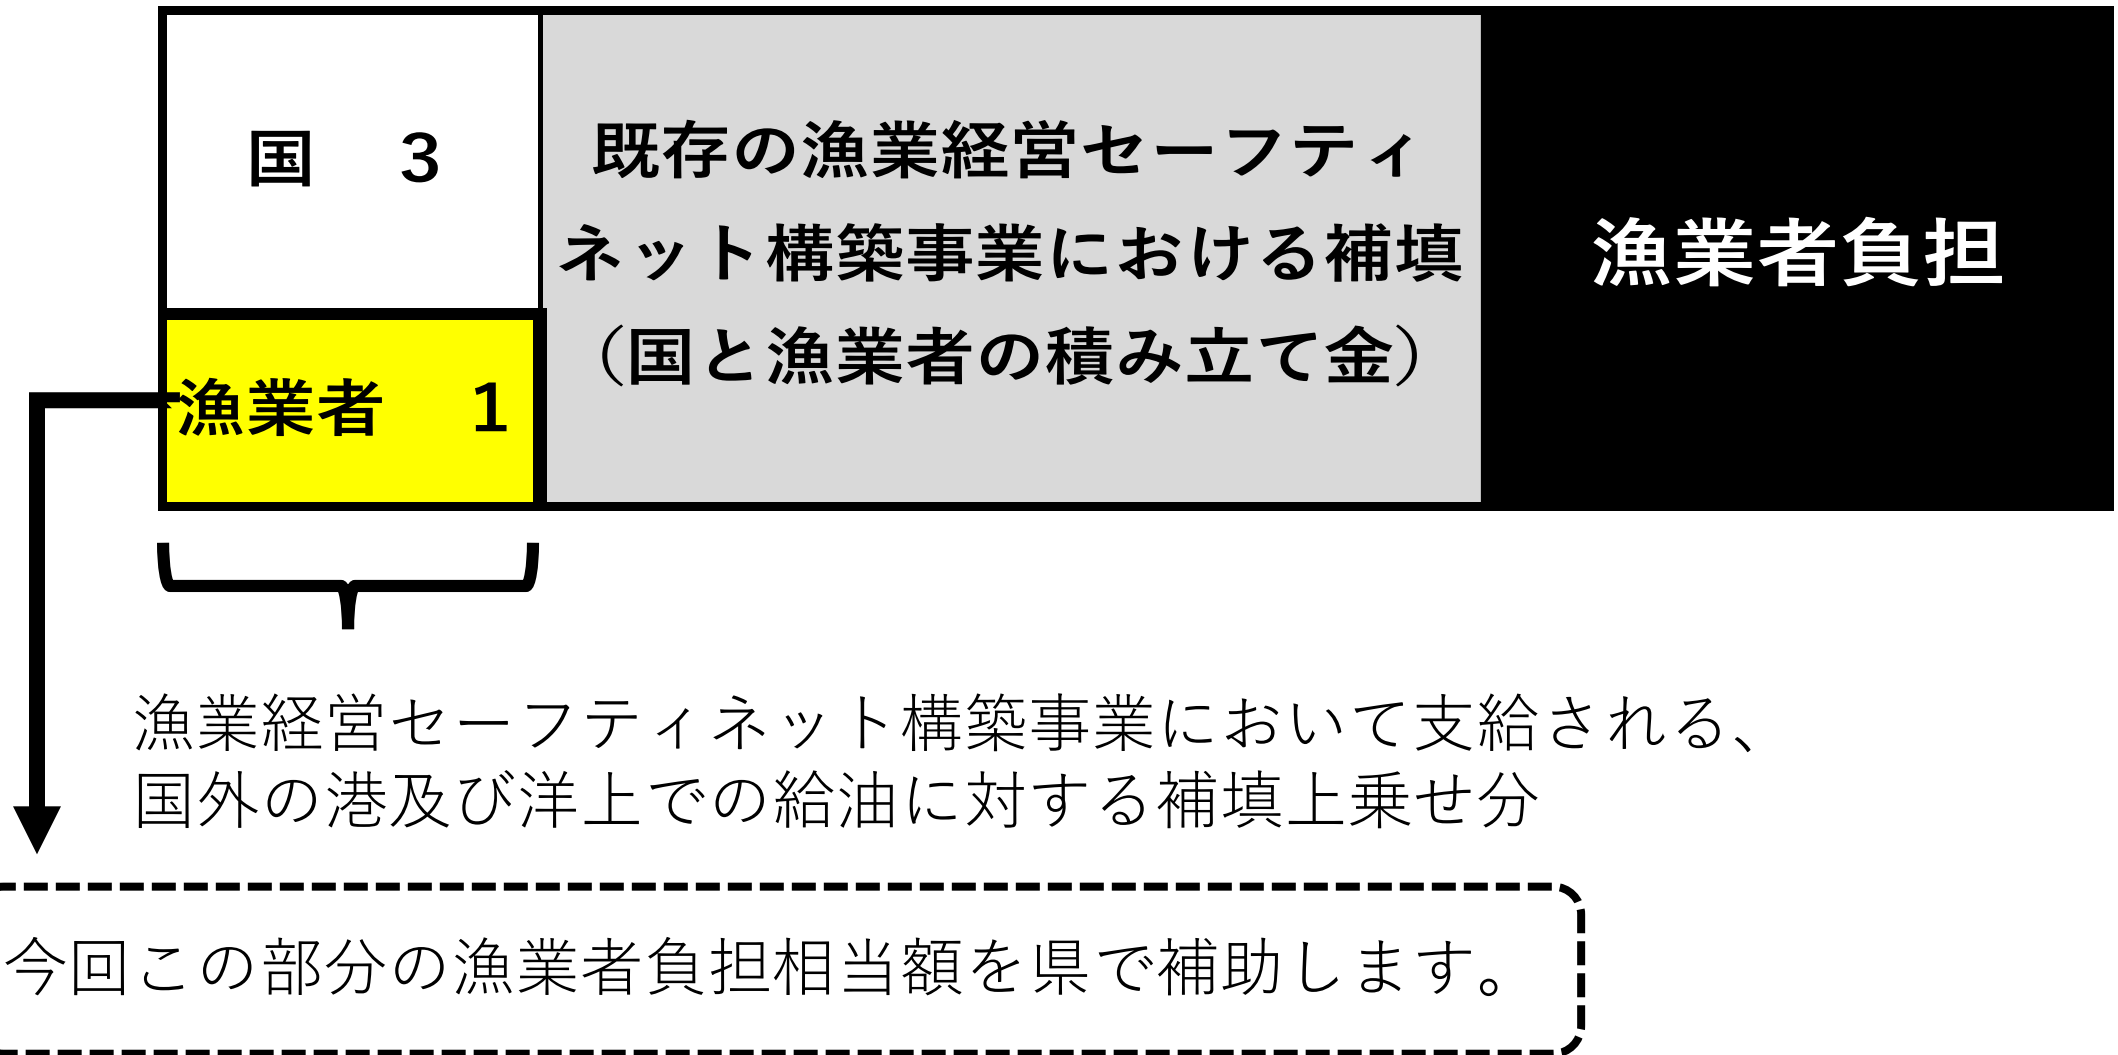 国　3
既存の漁業経営セーフティ
ネット構築事業における補填
（国と漁業者の積み立て金）
漁業者負担
漁業者　1
漁業経営セーフティネット構築事業において支給される、
国外の港及び洋上での給油に対する補填上乗せ分
今回この部分の漁業者負担相当額を県で補助します。